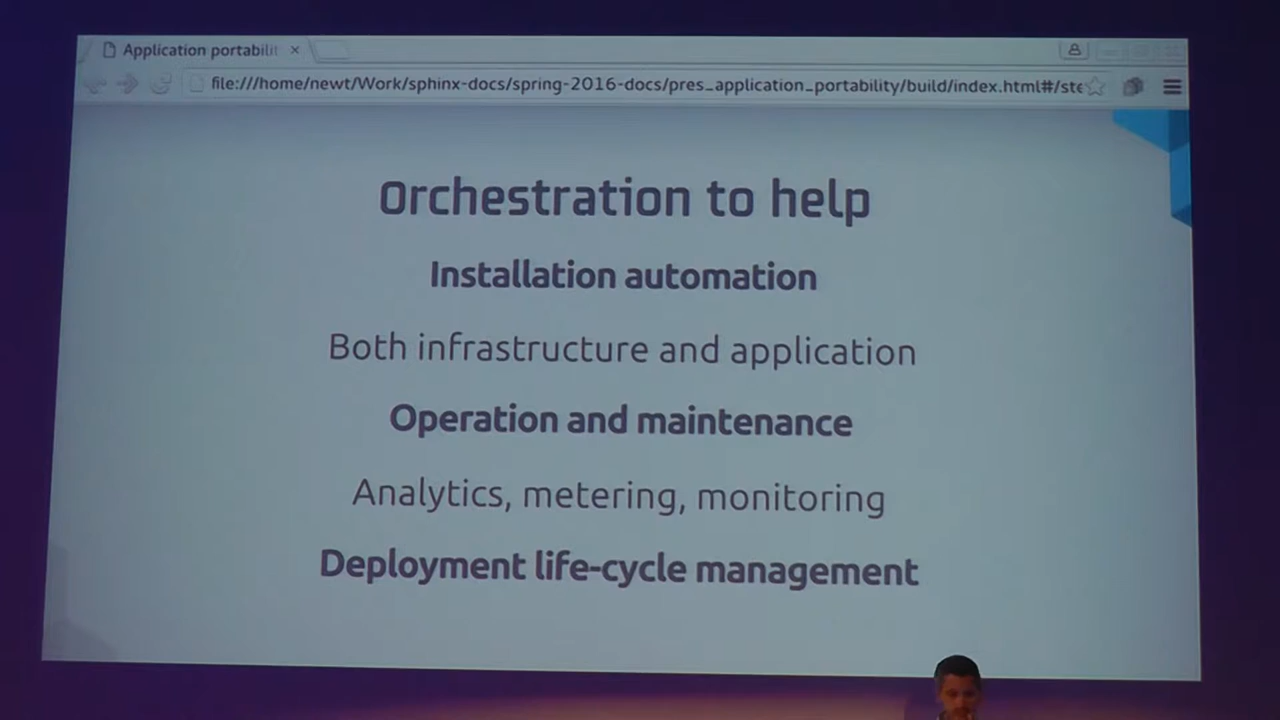 Application portabilit
file:///home/newt/Work/sphinx-docs/spring-2016-docs/pres_application_portability/build/index.html#/ste
Orchestration to help
Installation automation
Both infrastructure and application
Operation and maintenance
Analytics, metering, monitoring
Deployment life-cycle management